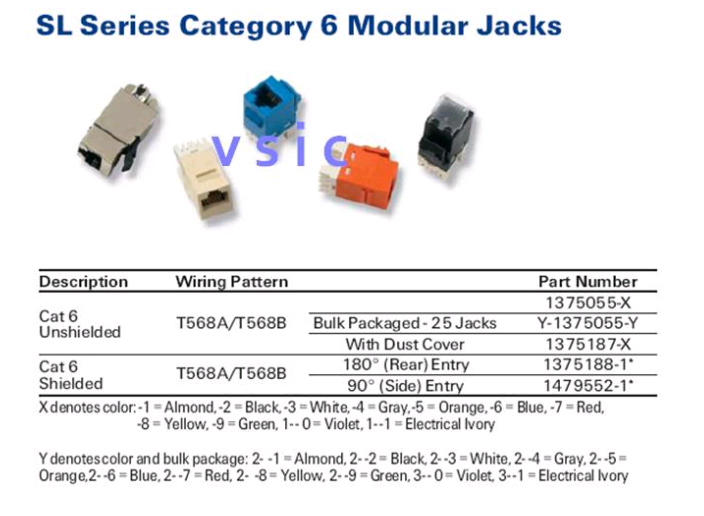 SL Series Category 6 Modular Jacks
vsic
Description Wiring Pattern Part Number
1375055-X
Cat 6 Unshielded T568A/T568B Bulk Packaged - 25 Jacks Y-1375055-Y
With Dust Cover 1375187-X
Cat 6 Shielded T568A/T568B 180° (Rear) Entry 1375188-1*
90° (Side) Entry 1479552-1*
X denotes color: -1 = Almond, -2 = Black, -3 = White, -4 = Gray, -5 = Orange, -6 = Blue, -7 = Red,
-8 = Yellow, -9 = Green, 1-- 0 = Violet, 1--1 = Electrical Ivory
Y denotes color and bulk package: 2- -1 = Almond, 2- -2 = Black, 2--3 = White, 2- -4 = Gray, 2- -5 =
Orange,2- -6 = Blue, 2- -7 = Red, 2- -8 = Yellow, 2- -9 = Green, 3-- 0 = Violet, 3--1 = Electrical Ivory